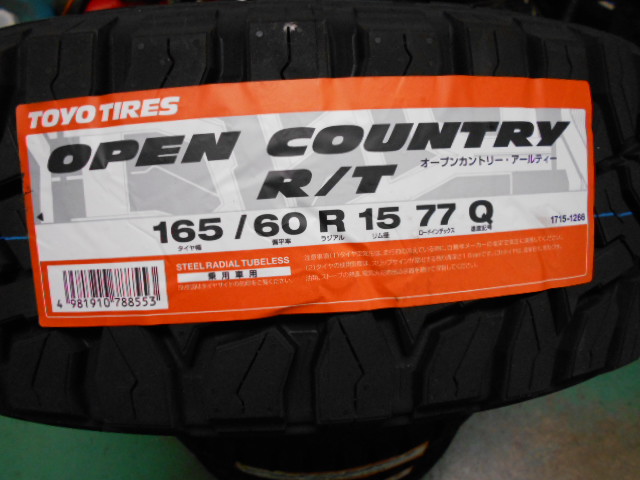 TOYO TIRES
OPEN COUNTRY
R/T
オープンカントリー・アールティー
165 / 60 R 15 77 Q
タイヤ幅 偏平率 ラジアル リム径 ロードインデックス 速度記号
1715-1266
STEEL RADIAL TUBELESS
乗用車用
4 981910 788553